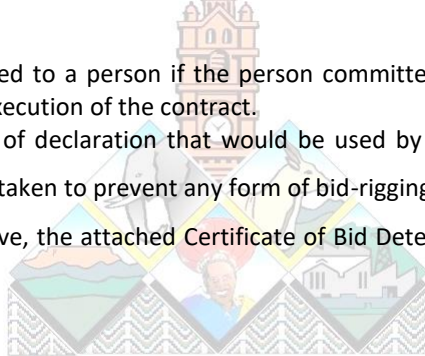 ed to a person if the person committe
xecution of the contract.
of declaration that would be used by
taken to prevent any form of bid-rigging
ve, the attached Certificate of Bid Dete